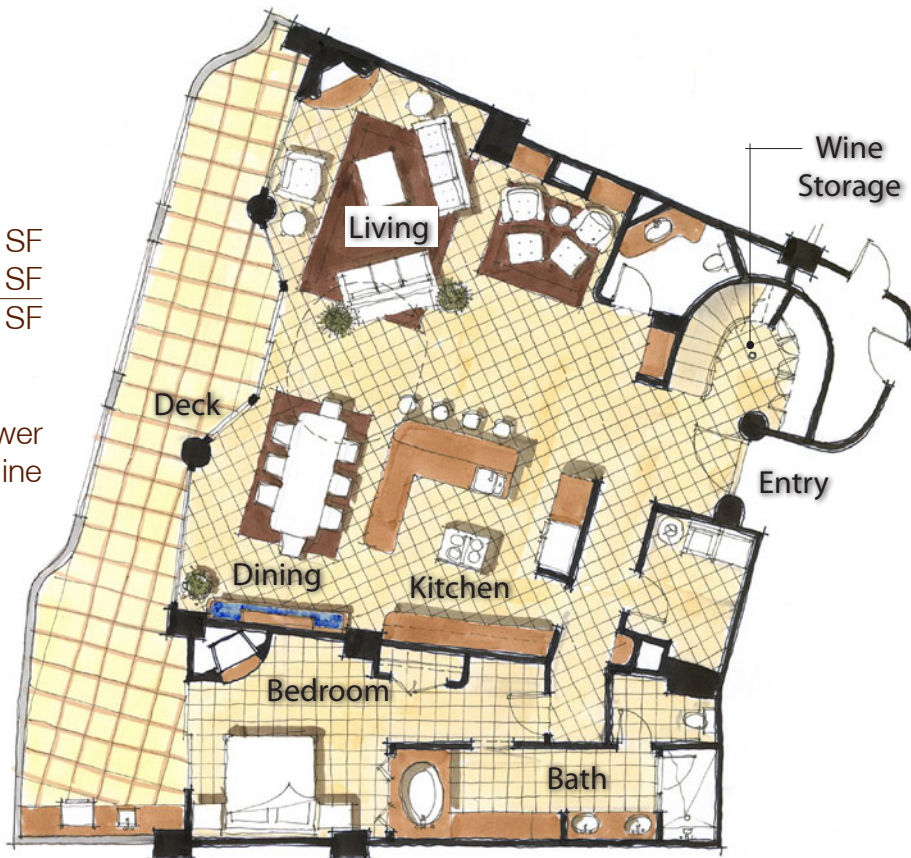 Wine
Storage
Living
SF
SF
SF
Deck
wer
ine
Entry
Dining
Kitchen
Bedroom
Bath